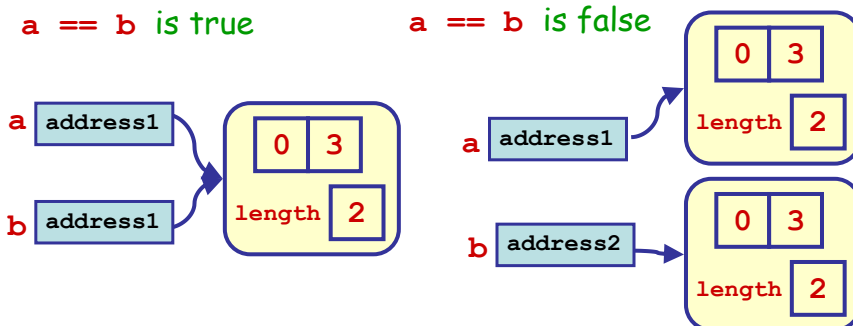 a == b is true
a address1
0 3
b address1
length 2
a == b is false
0 3
length 2
a address1
0 3
b address2
length 2